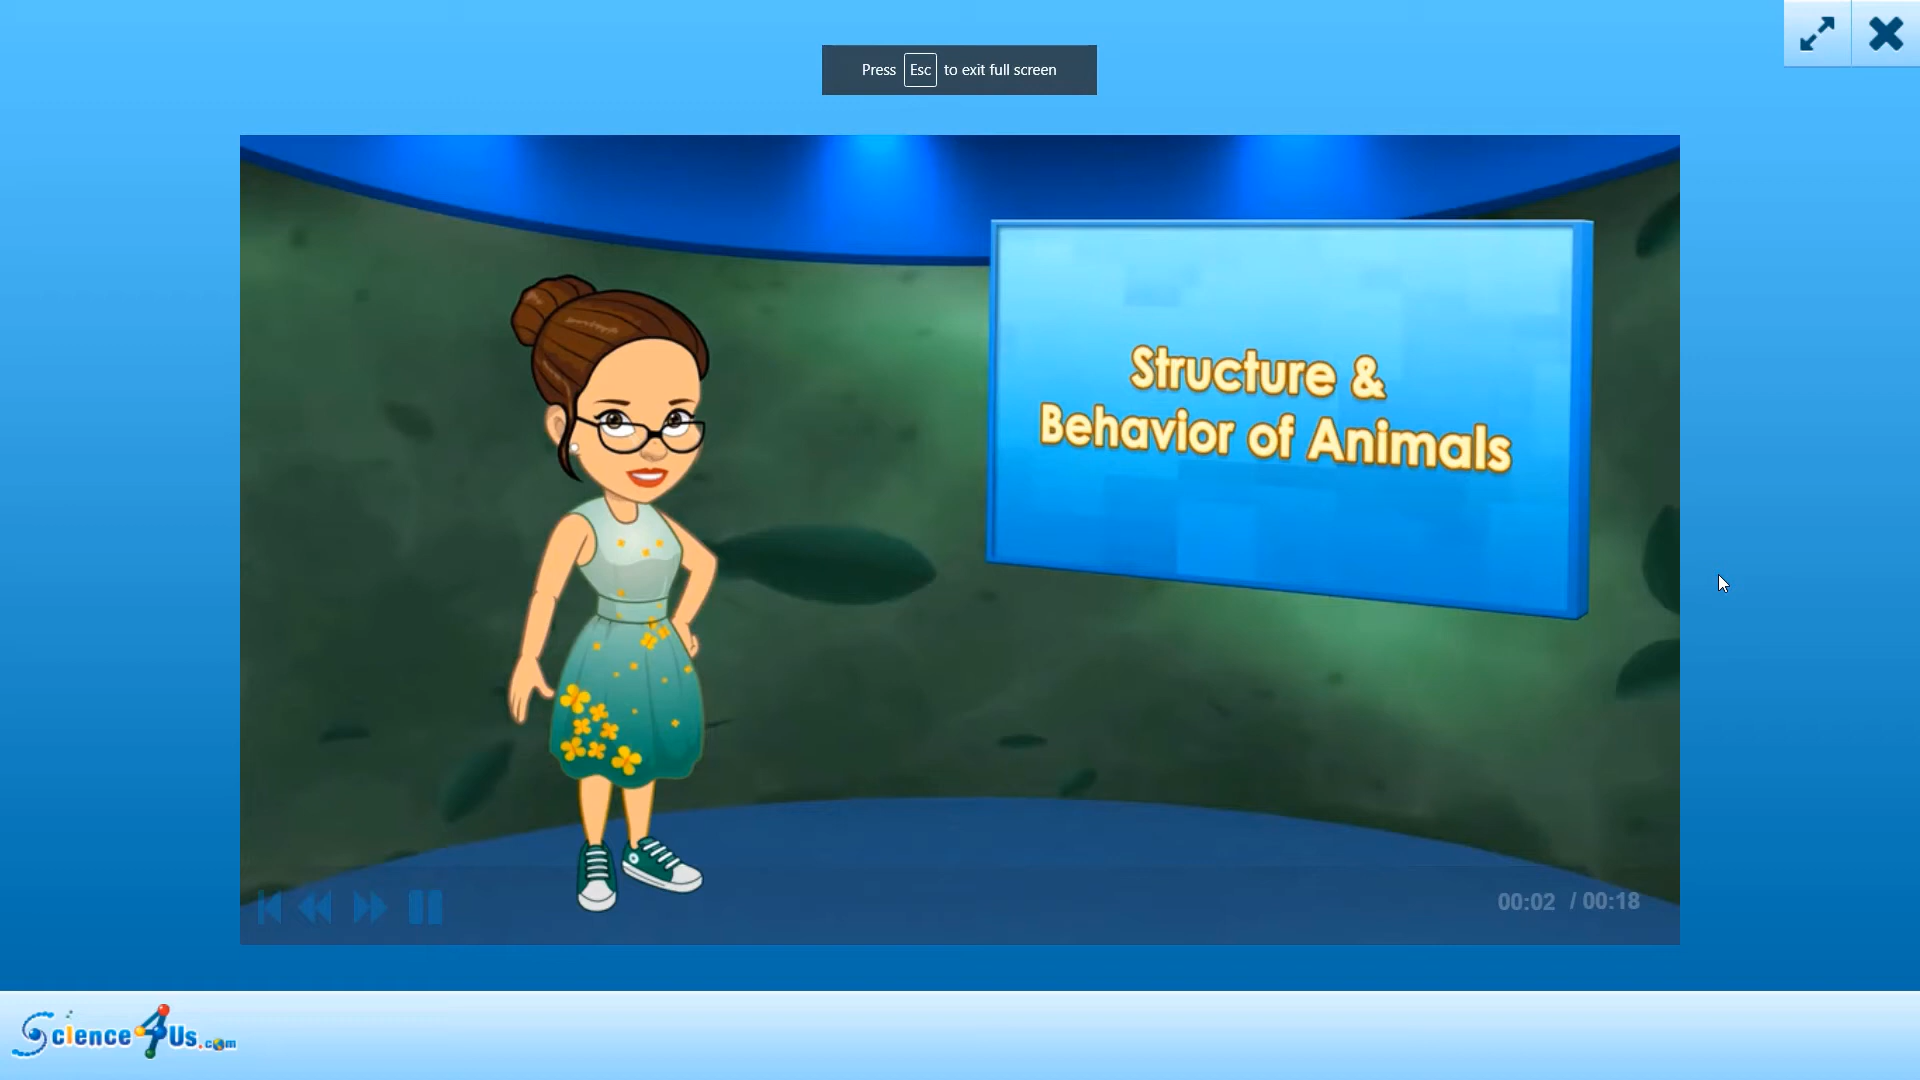 Press Esc to exit full screen
Structure &
Behavior of Animals
00:02 / 00:18
Science4Us.com